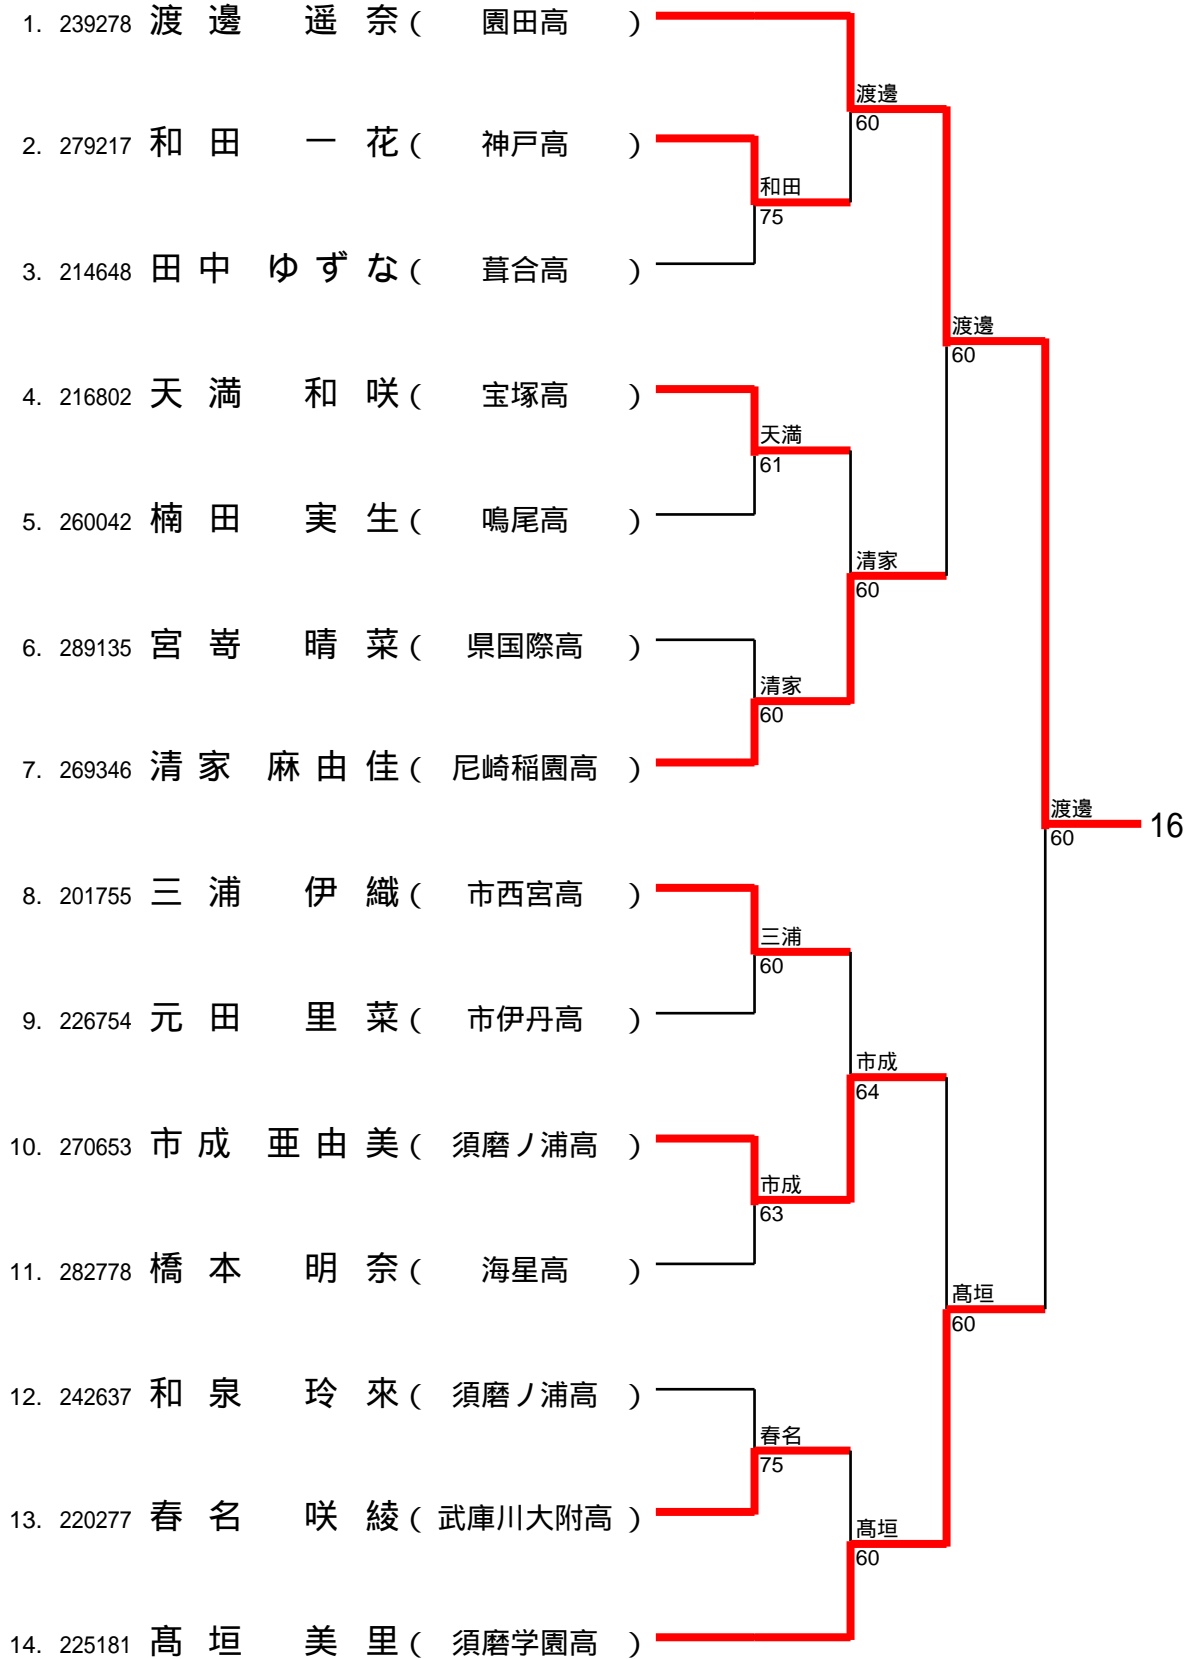 1. 239278 渡 邊 遥 奈 ( 園田高 )
渡邊
60
2. 279217 和 田 一 花 ( 神戸高 )
和田
75
3. 214648 田 中 ゆ ず な ( 葺合高 )
渡邊
60
4. 216802 天 満 和 咲 ( 宝塚高 )
天満
61
5. 260042 楠 田 実 生 ( 鳴尾高 )
清家
60
6. 289135 宮 嵜 晴 菜 ( 県国際高 )
清家
60
7. 269346 清 家 麻 由 佳 ( 尼崎稲園高 )
渡邊
60
16
8. 201755 三 浦 伊 織 ( 市西宮高 )
三浦
60
9. 226754 元 田 里 菜 ( 市伊丹高 )
市成
64
10. 270653 市 成 亜 由 美 ( 須磨ノ浦高 )
市成
63
11. 282778 橋 本 明 奈 ( 海星高 )
髙垣
60
12. 242637 和 泉 玲 來 ( 須磨ノ浦高 )
春名
75
13. 220277 春 名 咲 綾 ( 武庫川大附高 )
髙垣
60
14. 225181 髙 垣 美 里 ( 須磨学園高 )